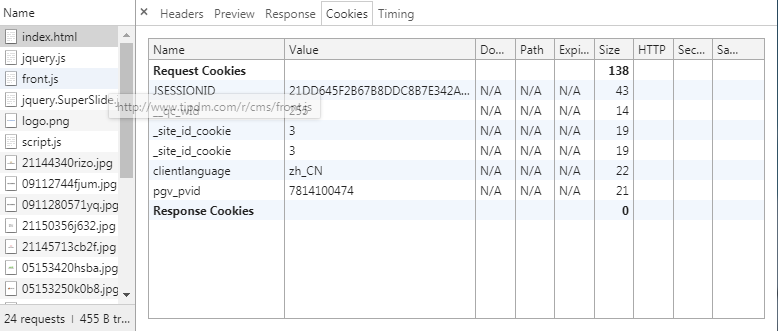 Name
× Headers Preview Response Cookies Timing
index.html
jquery.js
front.js
jquery.SuperSlide.
http://www.tipdm.com/r/cms/front.js
logo.png
script.js
21144340rizo.jpg
09112744fjum.jpg
0911280571yq.jpg
21150356j632.jpg
21145713cb2f.jpg
05153420hsba.jpg
05153250k0b8.jpg
24 requests | 455 B tr...
Name Value Do... Path Expi... Size HTTP Sec... Sa...
Request Cookies 138
JSESSIONID 21DD645F2B67B8DDC8B7E342A... N/A N/A N/A 43
__qc_wId 255 N/A N/A N/A 14
_site_id_cookie 3 N/A N/A N/A 19
_site_id_cookie 3 N/A N/A N/A 19
clientlanguage zh_CN N/A N/A N/A 22
pgv_pvid 7814100474 N/A N/A N/A 21
Response Cookies 0